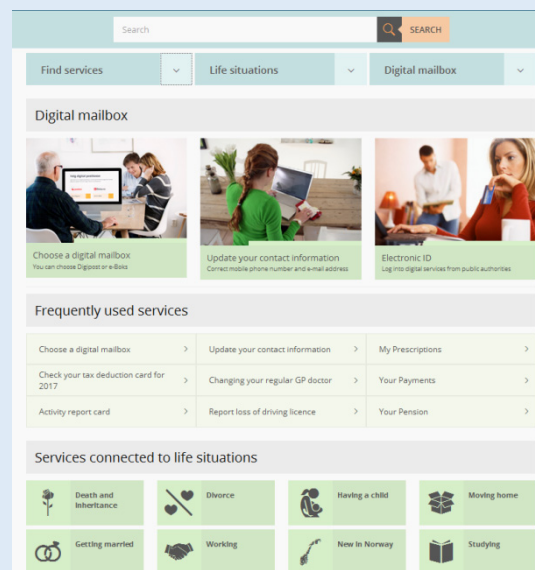 Search
SEARCH
Find services
Life situations
Digital mailbox
Digital mailbox
Choose a digital mailbox
You can choose Digipost or e-Boks
Update your contact information
Correct mobile phone number and e-mail address
Electronic ID
Log into digital services from public authorities
Frequently used services
Choose a digital mailbox
Update your contact information
My Prescriptions
Check your tax deduction card for
2017
Changing your regular GP doctor
Your Payments
Activity report card
Report loss of driving licence
Your Pension
Services connected to life situations
Death and
Inheritance
Divorce
Having a child
Moving home
Getting married
Working
New in Norway
Studying